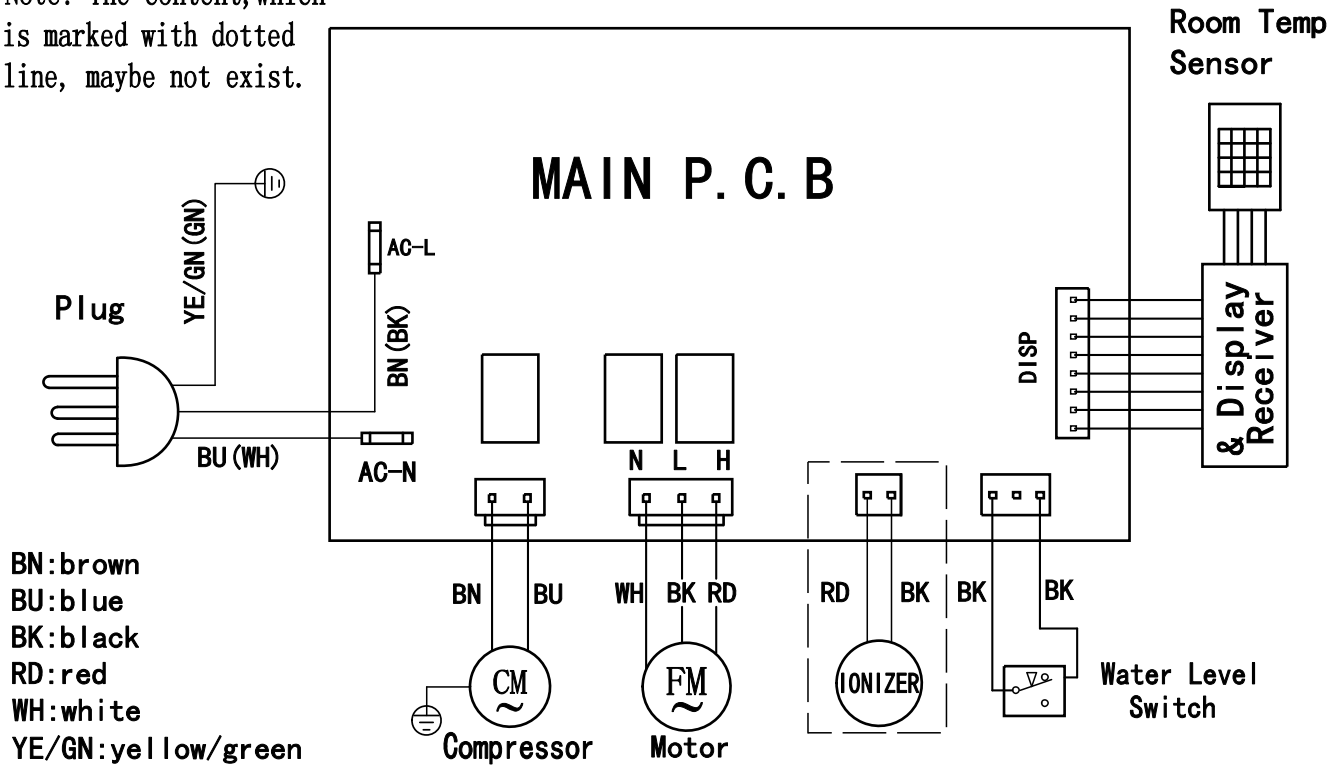 Note: The content,which
is marked with dotted
line, maybe not exist.
Room Temp
Sensor
MAIN P.C.B
YE/GN(GN)
AC-L
Plug
BN(BK)
DISP
& Display
Receiver
BU(WH)
AC-N
N L H
BN:brown
BU:blue
BK:black
RD:red
WH:white
YE/GN:yellow/green
BN BU
WH BK RD
RD BK
BK BK
CM
~
Compressor
FM
~
Motor
IONIZER
Water Level
Switch